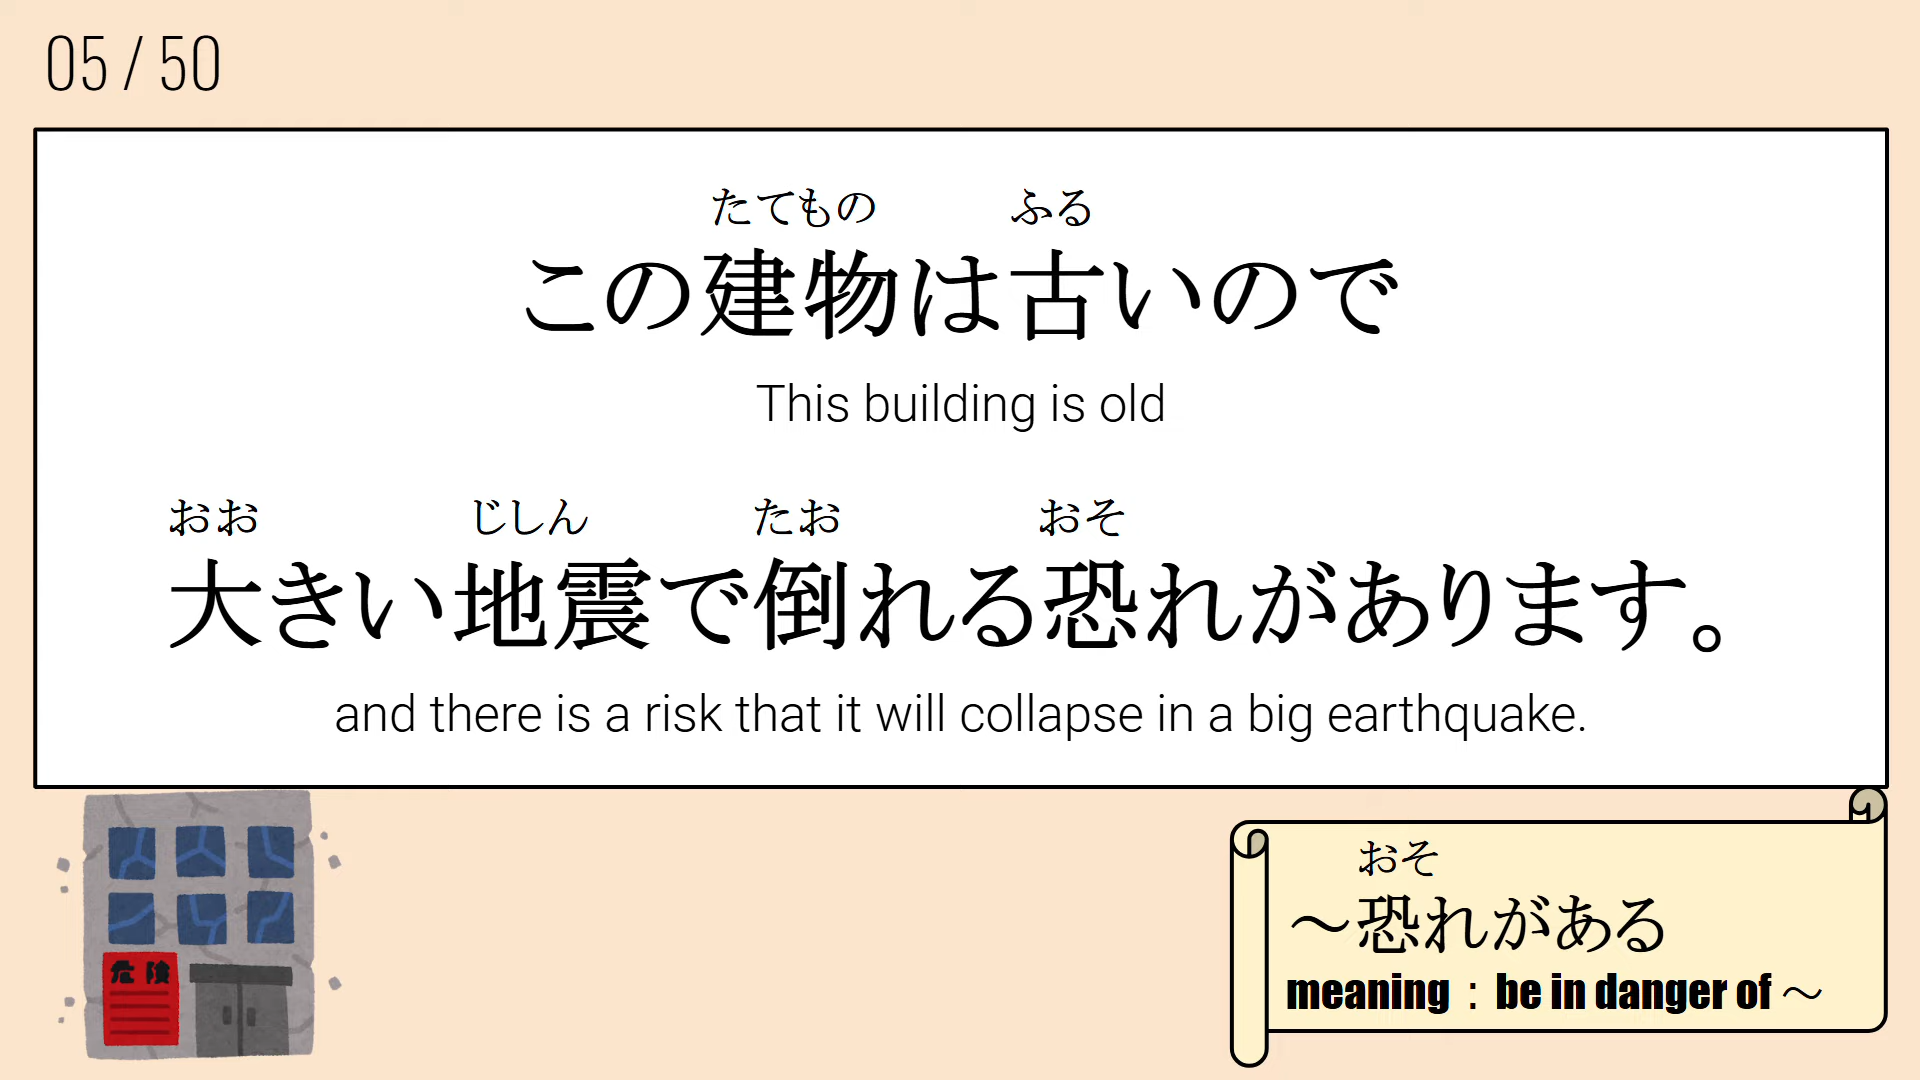 05 / 50
たてもの ふる
この建物は古いので
This building is old
おお じしん たお おそ
大きい地震で倒れる恐れがあります。
and there is a risk that it will collapse in a big earthquake.
危険
おそ
～恐れがある
meaning : be in danger of ～